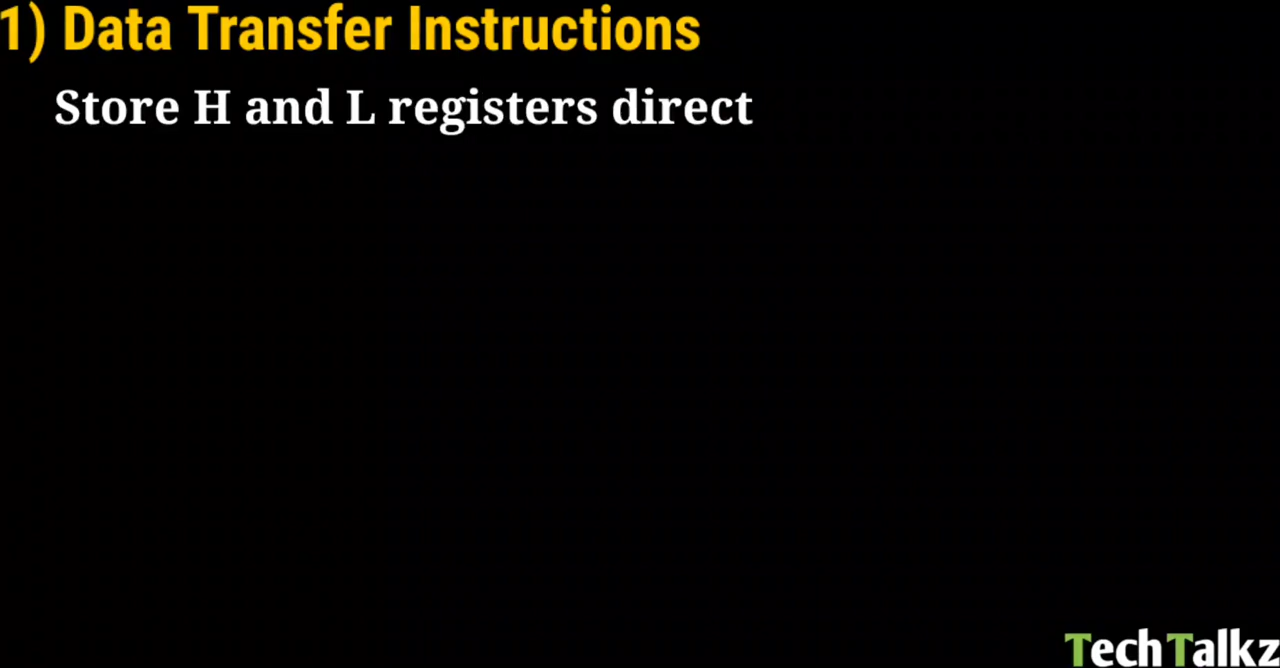 1) Data Transfer Instructions
Store H and L registers direct
TechTalkz